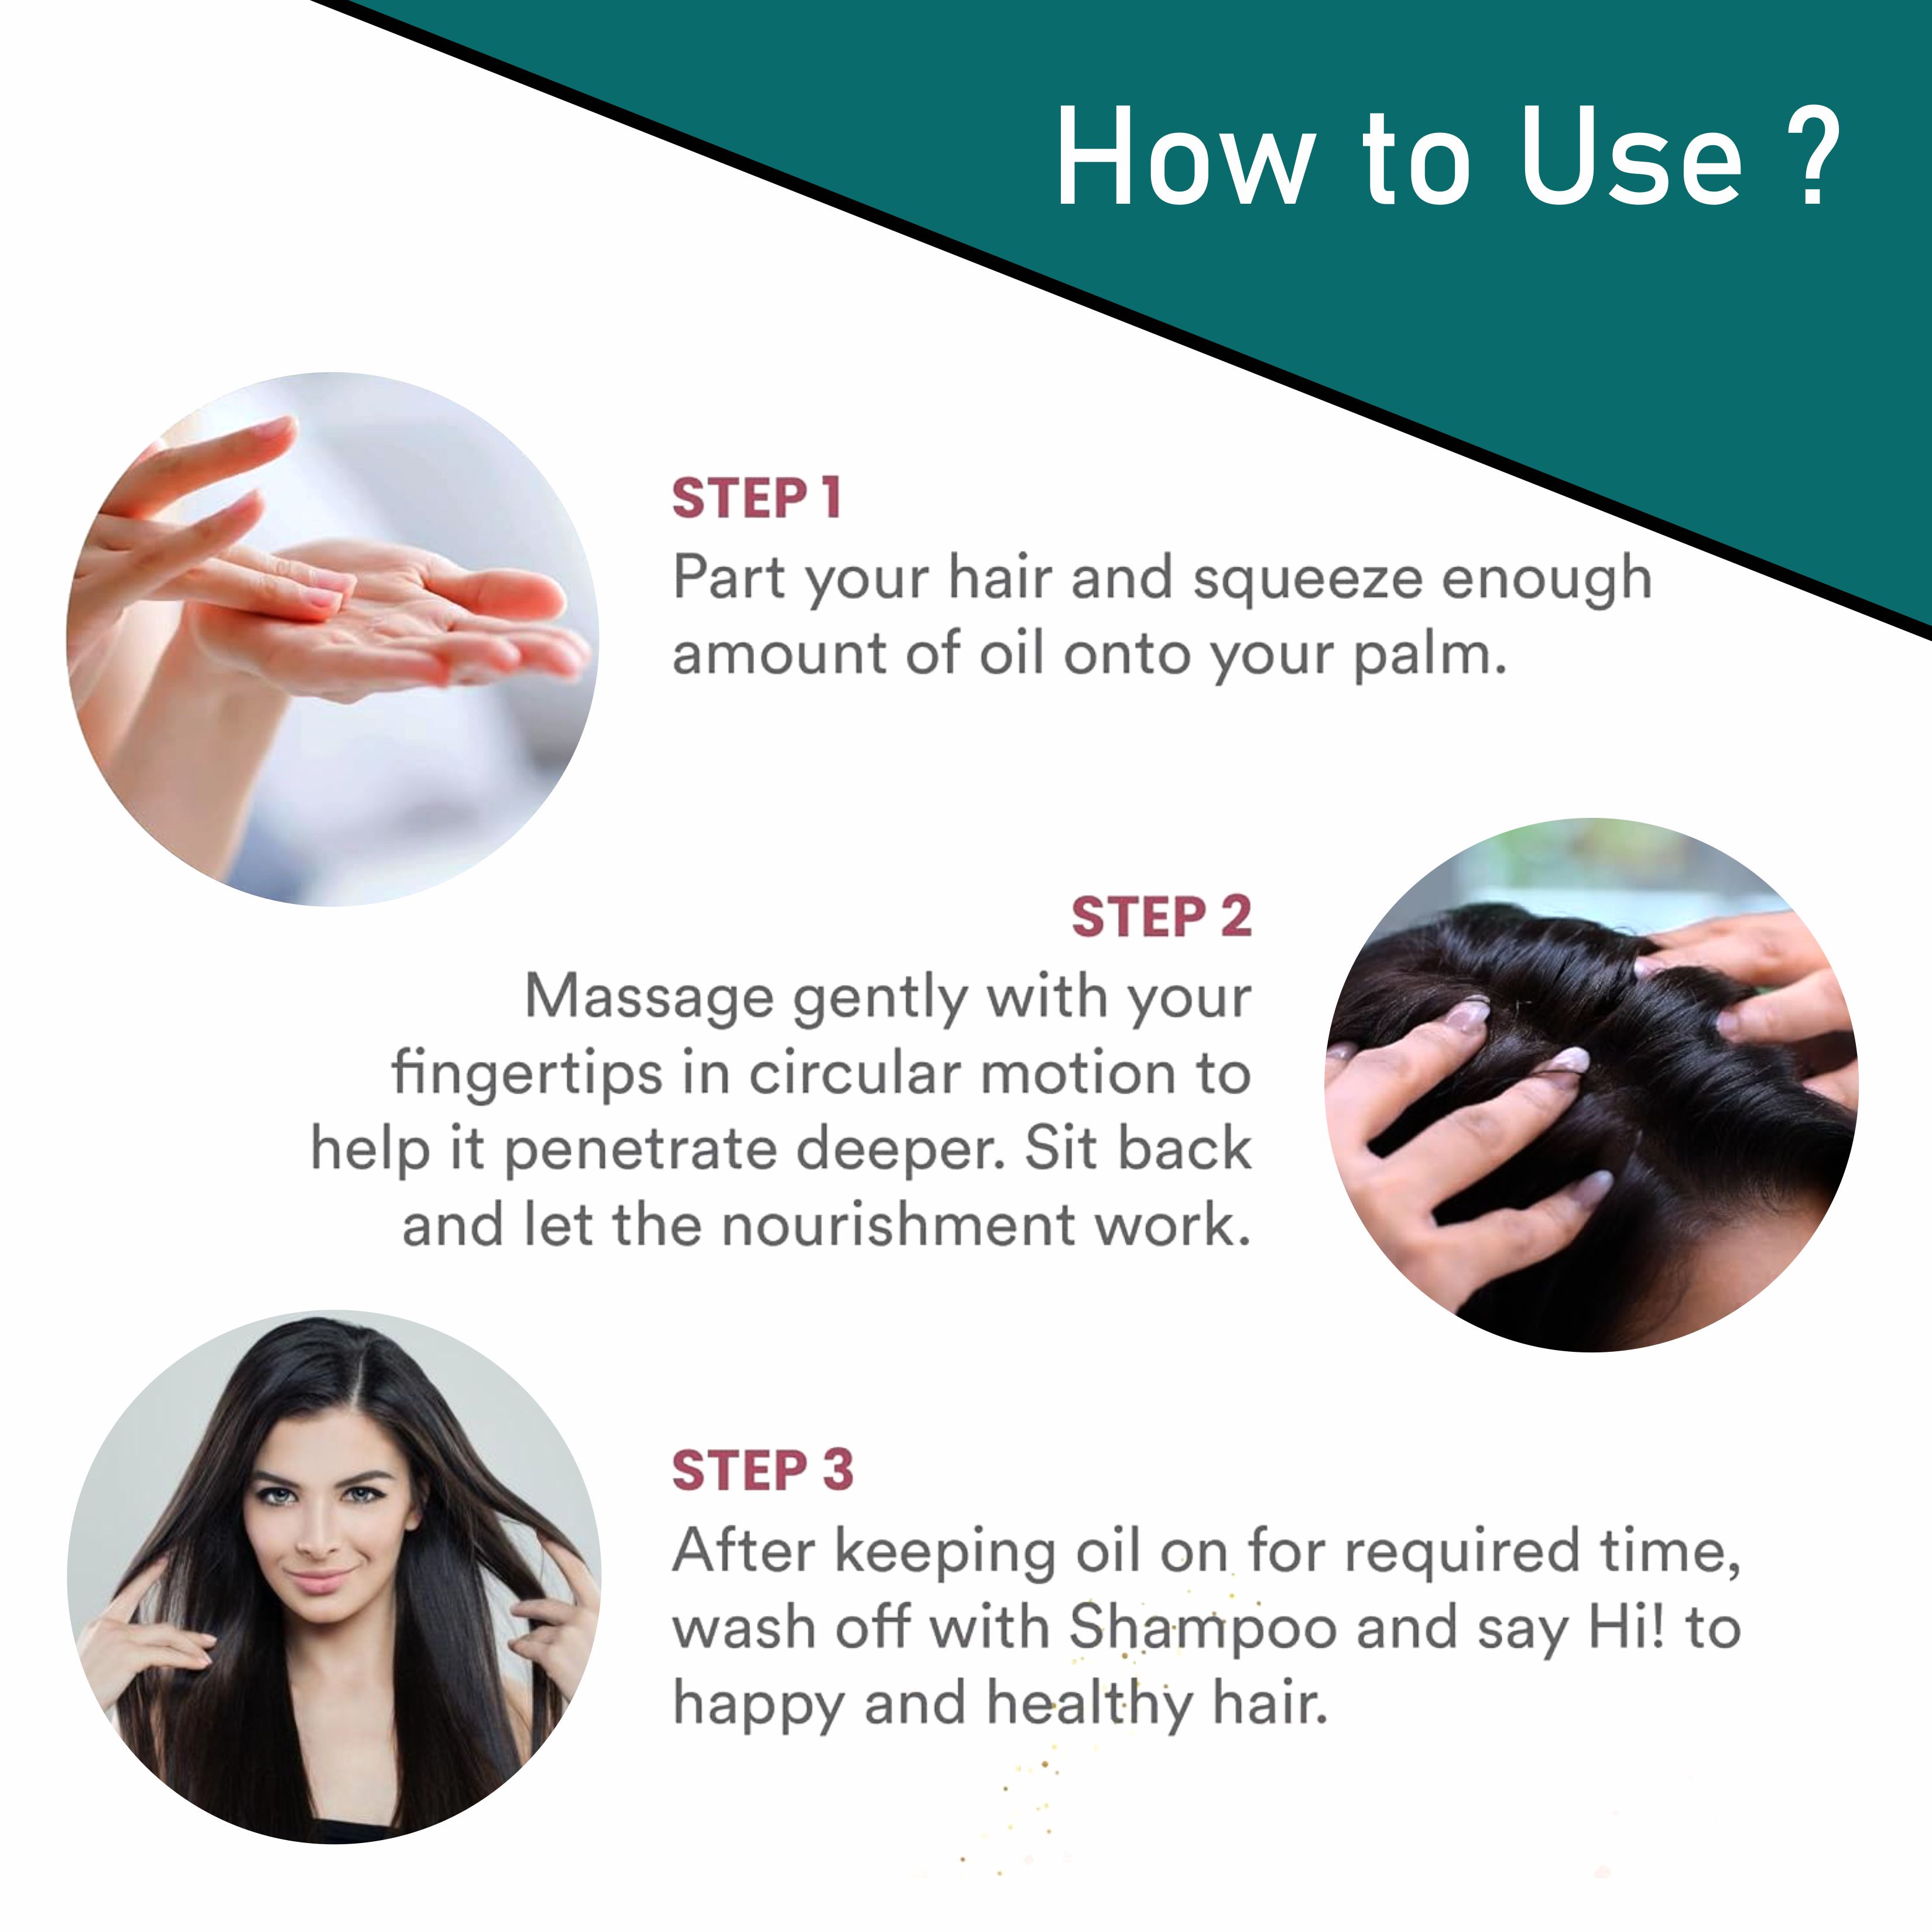 How to Use ?
STEP 1
Part your hair and squeeze enough
amount of oil onto your palm.
STEP 2
Massage gently with your
fingertips in circular motion to
help it penetrate deeper. Sit back
and let the nourishment work.
STEP 3
After keeping oil on for required time,
wash off with Shampoo and say Hi! to
happy and healthy hair.